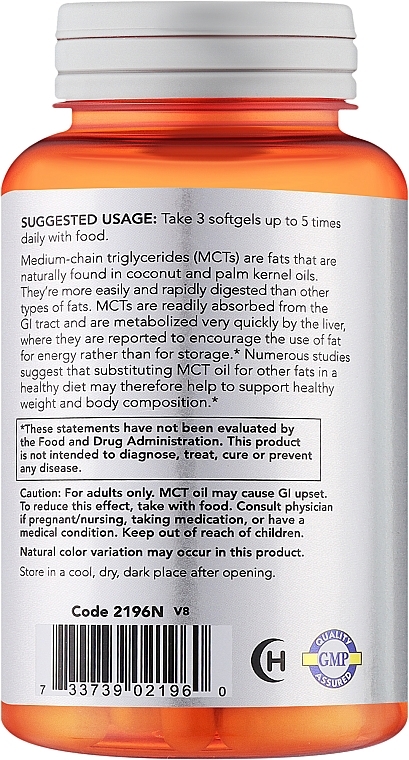 SUGGESTED USAGE: Take 3 softgels up to 5 times
daily with food.
Medium-chain triglycerides (MCTs) are fats that are
naturally found in coconut and palm kernel oils.
They're more easily and rapidly digested than other
types of fats. MCTs are readily absorbed from the
GI tract and are metabolized very quickly by the liver,
where they are reported to encourage the use of fat
for energy rather than for storage.* Numerous studies
suggest that substituting MCT oil for other fats in a
healthy diet may therefore help to support healthy
weight and body composition.*
*These statements have not been evaluated by
the Food and Drug Administration. This product
is not intended to diagnose, treat, cure or prevent
any disease.
Caution: For adults only. MCT oil may cause GI upset.
To reduce this effect, take with food. Consult physician
if pregnant/nursing, taking medication, or have a
medical condition. Keep out of reach of children.
Natural color variation may occur in this product.
Store in a cool, dry, dark place after opening.
Code 2196N V8
7 33739 02196 0
CH
QUALITY
GMP
ASSURED